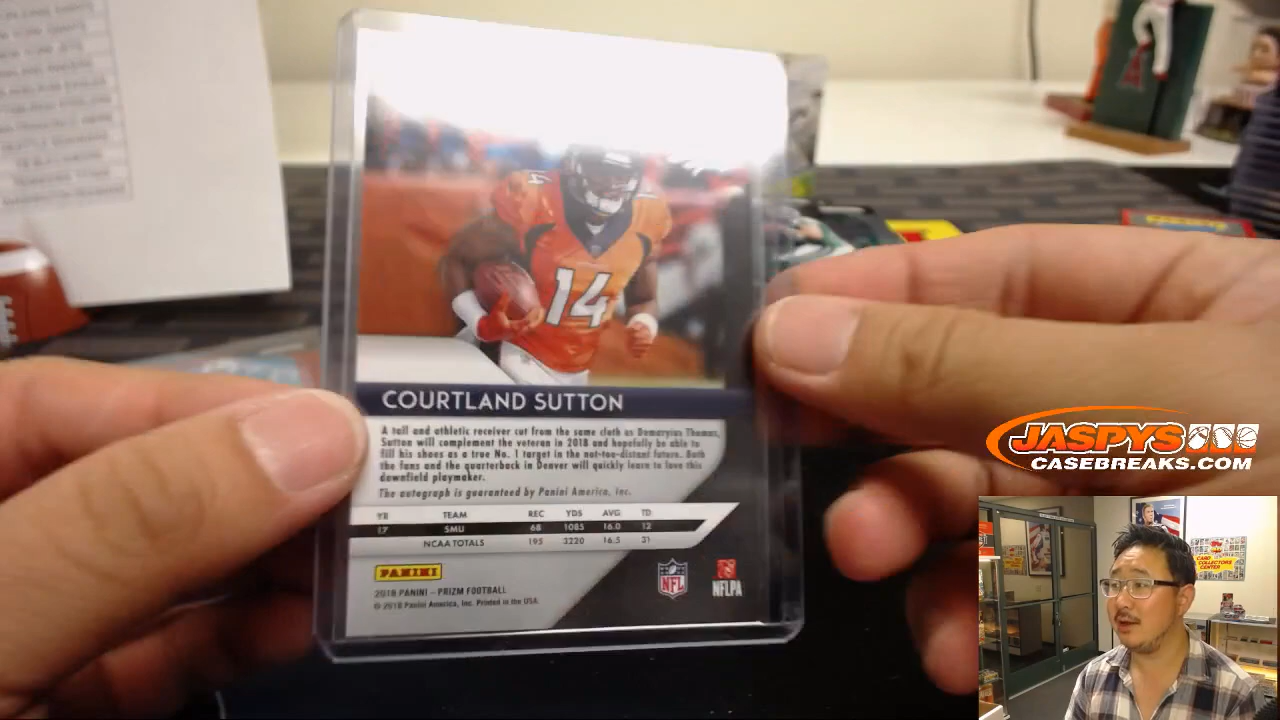 14
14
COURTLAND SUTTON
A tall and athletic receiver cut from the same cloth as Demaryius Thomas,
Sutton will complement the veteran in 2018 and hopefully be able to
fill his shoes as a true No. 1 target in the not-too-distant future. Both
the fans and the quarterback in Denver will quickly learn to love this
downfield playmaker.
The autograph is guaranteed by Panini America, Inc.
YR TEAM REC YDS AVG TD
17 SMU 68 1085 16.0 12
NCAA TOTALS 195 3220 16.5 31
PANINI
NFL
NFLPA
2018 PANINI – PRIZM FOOTBALL
© 2018 Panini America, Inc. Printed in the USA.
JASPYS
CASEBREAKS.COM
CARD
COLLECTORS
CENTER